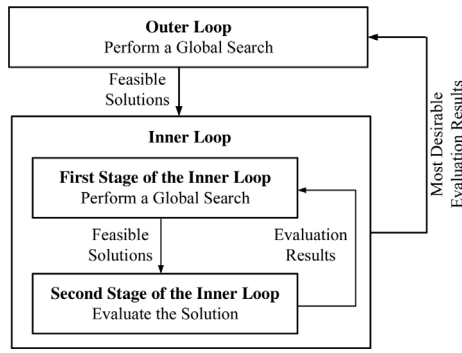 Outer Loop
Perform a Global Search
Feasible
Solutions
Inner Loop
First Stage of the Inner Loop
Perform a Global Search
Feasible
Solutions
Evaluation
Results
Second Stage of the Inner Loop
Evaluate the Solution
Most Desirable
Evaluation Results